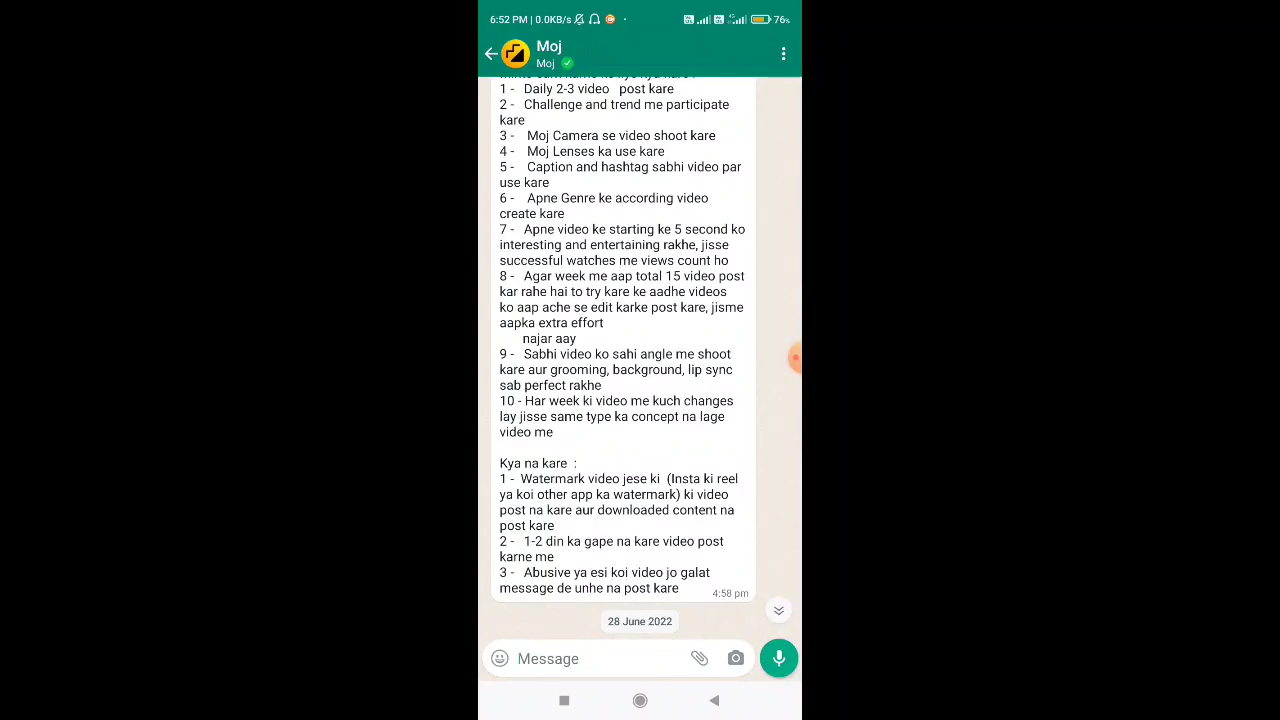 6:52 PM | 0.0KB/s
76%
Moj
Moj
1 - Daily 2-3 video post kare
2 - Challenge and trend me participate
kare
3 - Moj Camera se video shoot kare
4 - Moj Lenses ka use kare
5 - Caption and hashtag sabhi video par
use kare
6 - Apne Genre ke according video
create kare
7 - Apne video ke starting ke 5 second ko
interesting and entertaining rakhe, jisse
successful watches me views count ho
8 - Agar week me aap total 15 video post
kar rahe hai to try kare ke aadhe videos
ko aap ache se edit karke post kare, jisme
aapka extra effort
najar aay
9 - Sabhi video ko sahi angle me shoot
kare aur grooming, background, lip sync
sab perfect rakhe
10 - Har week ki video me kuch changes
lay jisse same type ka concept na lage
video me
Kya na kare :
1 - Watermark video jese ki (Insta ki reel
ya koi other app ka watermark) ki video
post na kare aur downloaded content na
post kare
2 - 1-2 din ka gape na kare video post
karne me
3 - Abusive ya esi koi video jo galat
message de unhe na post kare
4:58 pm
28 June 2022
Message